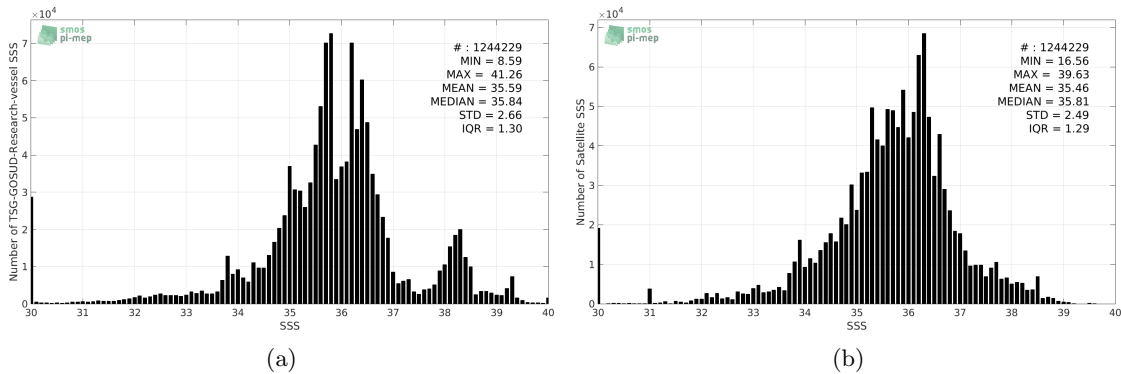 ×10⁴
smos
pi-mep
# : 1244229
MIN = 8.59
MAX = 41.26
MEAN = 35.59
MEDIAN = 35.84
STD = 2.66
IQR = 1.30
Number of TSG-GOSUD-Research-vessel SSS
7
6
5
4
3
2
1
0
30 31 32 33 34 35 36 37 38 39 40
SSS
(a)
×10⁴
smos
pi-mep
# : 1244229
MIN = 16.56
MAX = 39.63
MEAN = 35.46
MEDIAN = 35.81
STD = 2.49
IQR = 1.29
Number of Satellite SSS
7
6
5
4
3
2
1
0
30 31 32 33 34 35 36 37 38 39 40
SSS
(b)